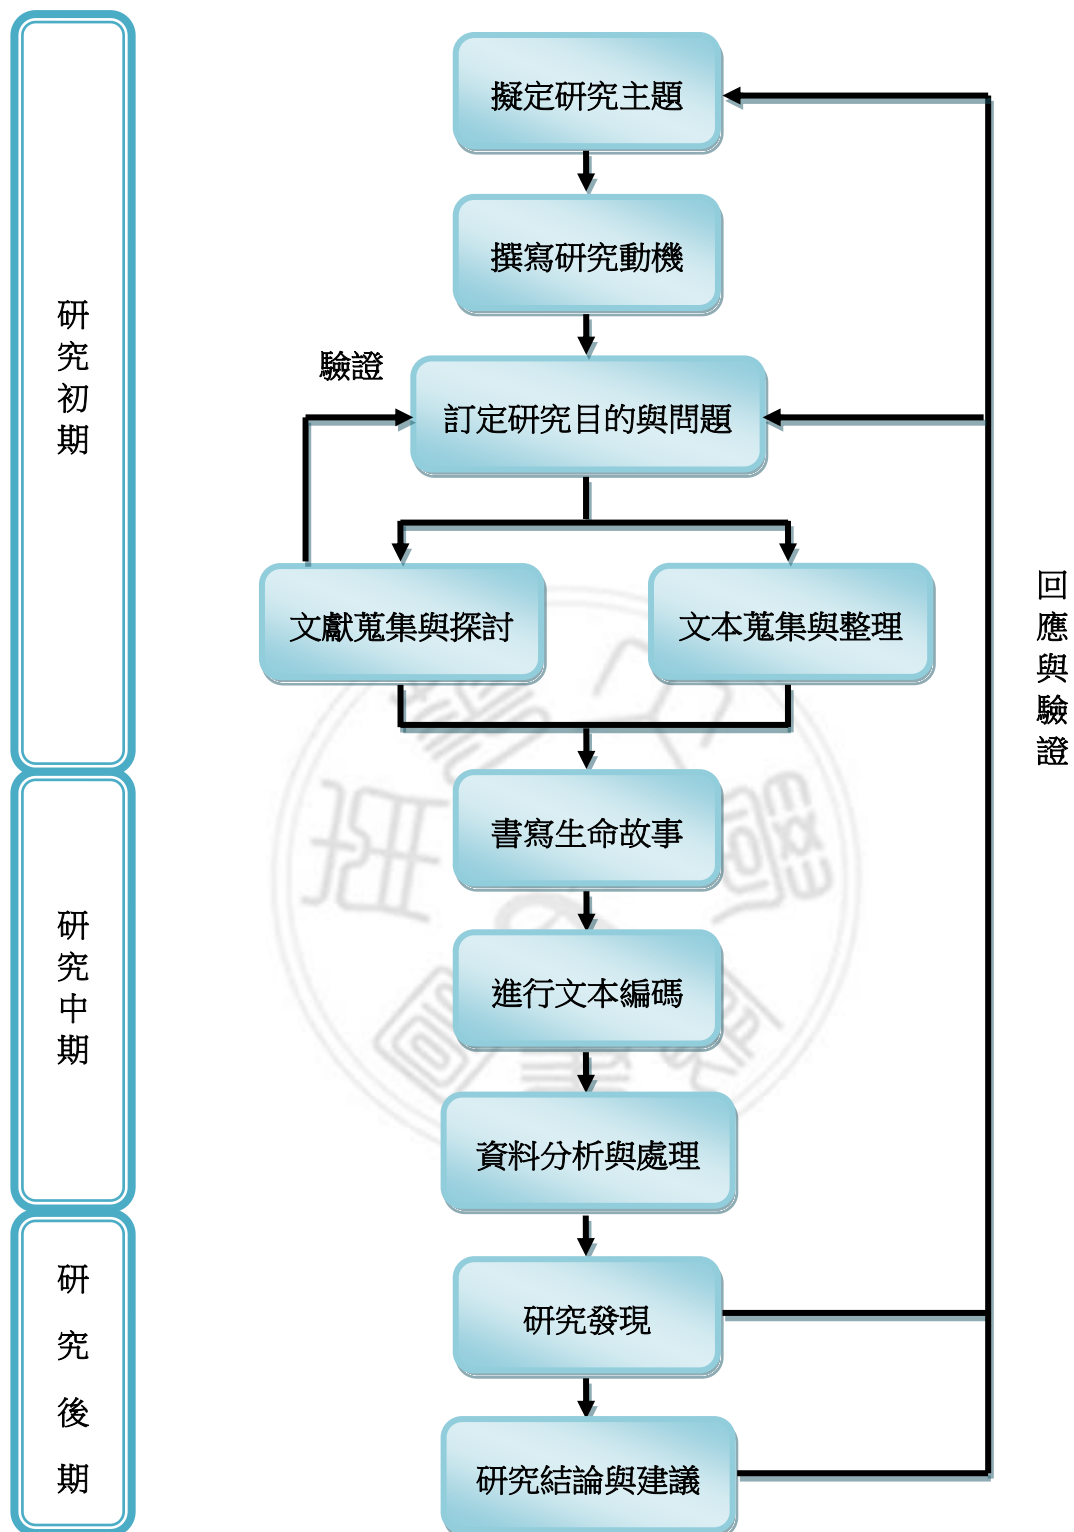 研究初期
擬定研究主題
撰寫研究動機
驗證
訂定研究目的與問題
文獻蒐集與探討
文本蒐集與整理
回應與驗證
研究中期
書寫生命故事
進行文本編碼
資料分析與處理
研究後期
研究發現
研究結論與建議